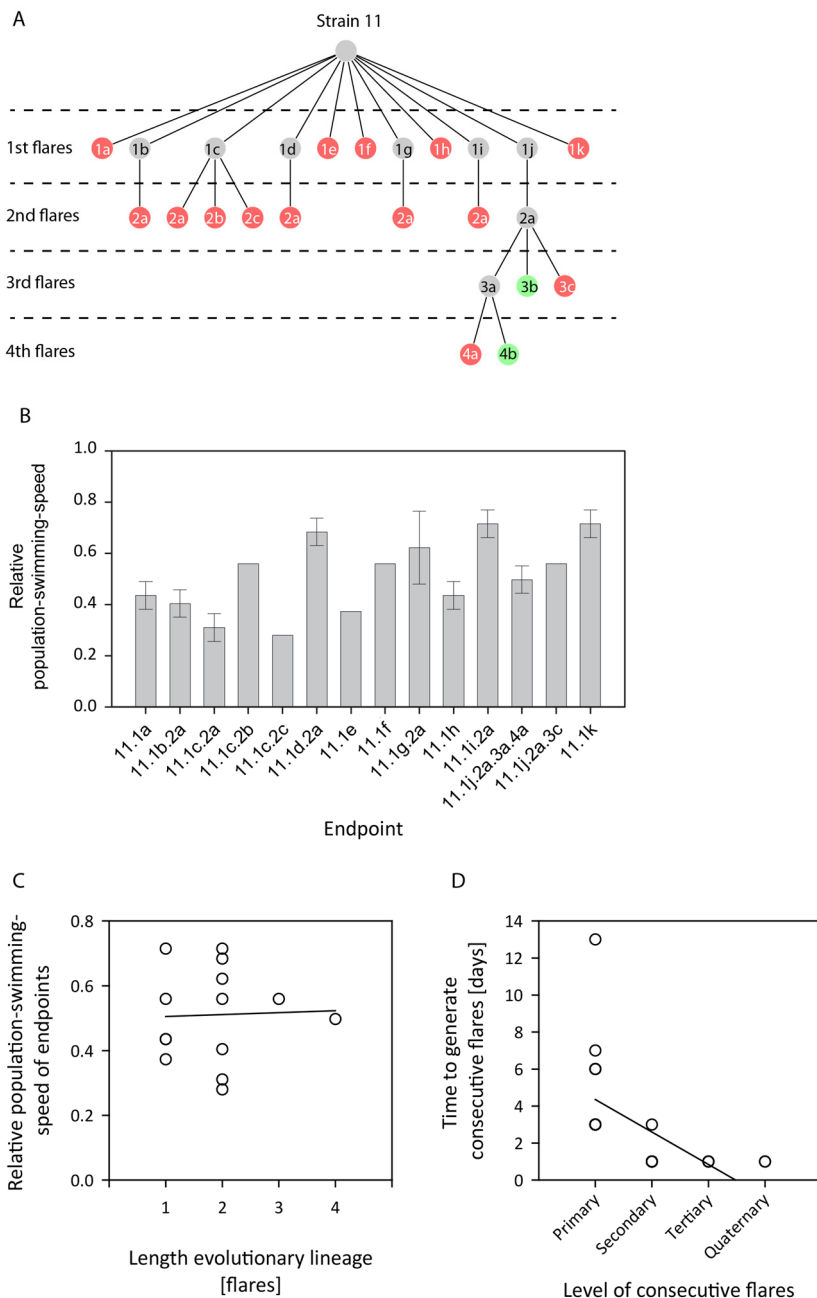 A
Strain 11
1st flares
1a 1b 1c 1d 1e 1f 1g 1h 1i 1j 1k
2nd flares
2a 2a 2b 2c 2a 2a 2a 2a
3rd flares
3a 3b 3c
4th flares
4a 4b
B
Relative
population-swimming-speed
1.0
0.8
0.6
0.4
0.2
0.0
11.1a
11.1b.2a
11.1c.2a
11.1c.2b
11.1c.2c
11.1d.2a
11.1e
11.1f
11.1g.2a
11.1h
11.1i.2a
11.1j.2a.3a.4a
11.1j.2a.3c
11.1k
Endpoint
C
Relative population-swimming-
speed of endpoints
0.8
0.6
0.4
0.2
0.0
1 2 3 4
Length evolutionary lineage
[flares]
D
Time to generate
consecutive flares [days]
14
12
10
8
6
4
2
0
Primary
Secondary
Tertiary
Quaternary
Level of consecutive flares